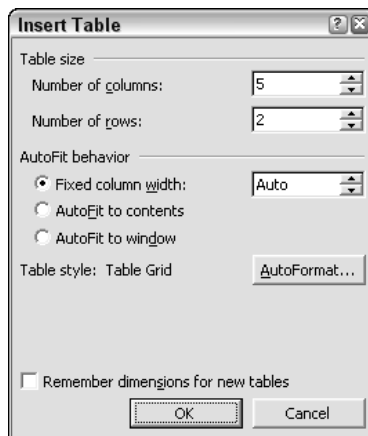 Insert Table
Table size
Number of columns: 5
Number of rows: 2
AutoFit behavior
Fixed column width: Auto
AutoFit to contents
AutoFit to window
Table style: Table Grid AutoFormat...
Remember dimensions for new tables
OK Cancel